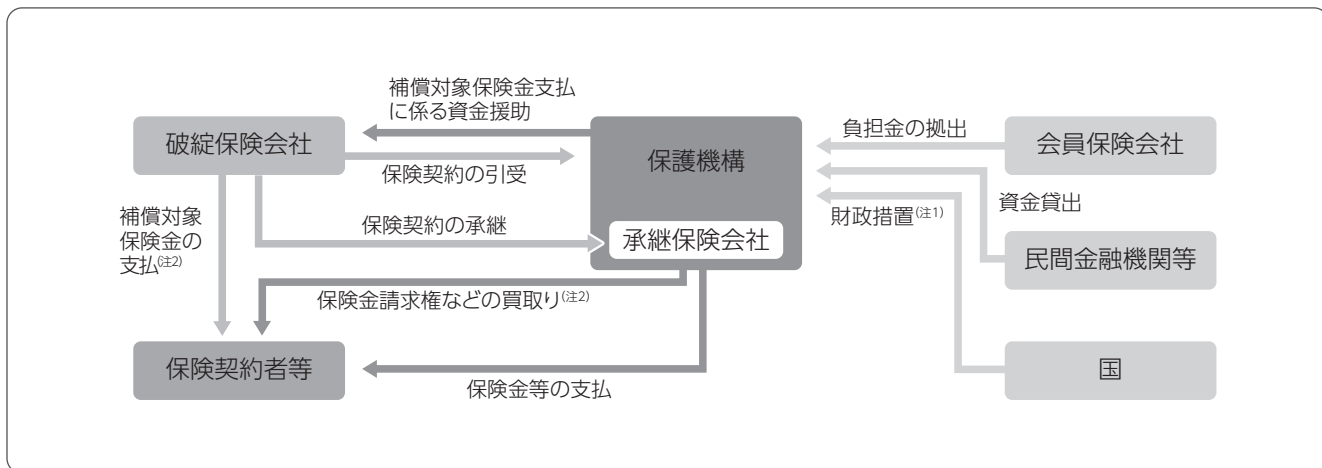 補償対象保険金支払
に係る資金援助
破綻保険会社
保険契約の引受
保護機構
負担金の拠出
会員保険会社
資金貸出
財政措置(注1)
補償対象
保険金の
支払(注2)
保険契約の承継
承継保険会社
民間金融機関等
保険金請求権などの買取り(注2)
保険契約者等
保険金等の支払
国